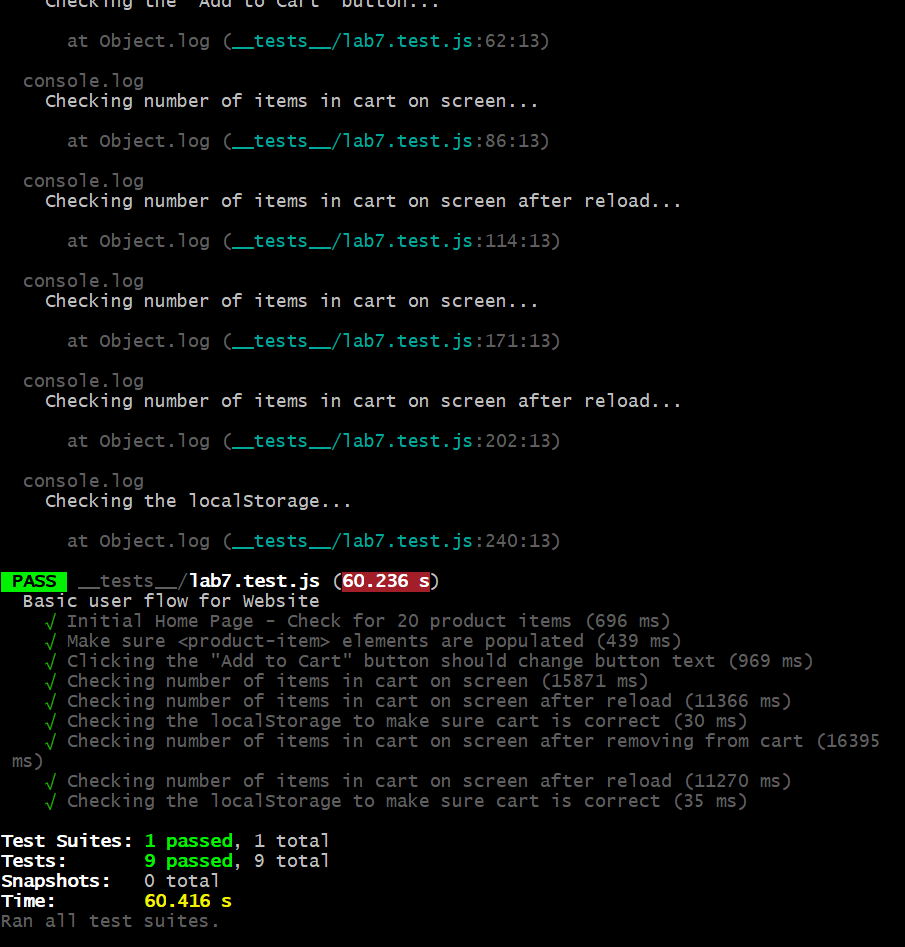 Checking the "Add to Cart" button...
at Object.log (__tests__/lab7.test.js:62:13)
console.log
Checking number of items in cart on screen...
at Object.log (__tests__/lab7.test.js:86:13)
console.log
Checking number of items in cart on screen after reload...
at Object.log (__tests__/lab7.test.js:114:13)
console.log
Checking number of items in cart on screen...
at Object.log (__tests__/lab7.test.js:171:13)
console.log
Checking number of items in cart on screen after reload...
at Object.log (__tests__/lab7.test.js:202:13)
console.log
Checking the localStorage...
at Object.log (__tests__/lab7.test.js:240:13)
PASS __tests__/lab7.test.js (60.236 s)
Basic user flow for Website
√ Initial Home Page - Check for 20 product items (696 ms)
√ Make sure <product-item> elements are populated (439 ms)
√ Clicking the "Add to Cart" button should change button text (969 ms)
√ Checking number of items in cart on screen (15871 ms)
√ Checking number of items in cart on screen after reload (11366 ms)
√ Checking the localStorage to make sure cart is correct (30 ms)
√ Checking number of items in cart on screen after removing from cart (16395
ms)
√ Checking number of items in cart on screen after reload (11270 ms)
√ Checking the localStorage to make sure cart is correct (35 ms)
Test Suites: 1 passed, 1 total
Tests: 9 passed, 9 total
Snapshots: 0 total
Time: 60.416 s
Ran all test suites.